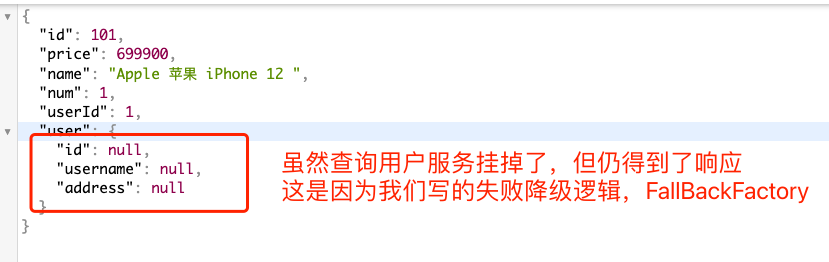 {
"id": 101,
"price": 699900,
"name": "Apple 苹果 iPhone 12 ",
"num": 1,
"userId": 1,
"user": {
"id": null,
"username": null,
"address": null
}
}
虽然查询用户服务挂掉了，但仍得到了响应
这是因为我们写的失败降级逻辑，FallBackFactory